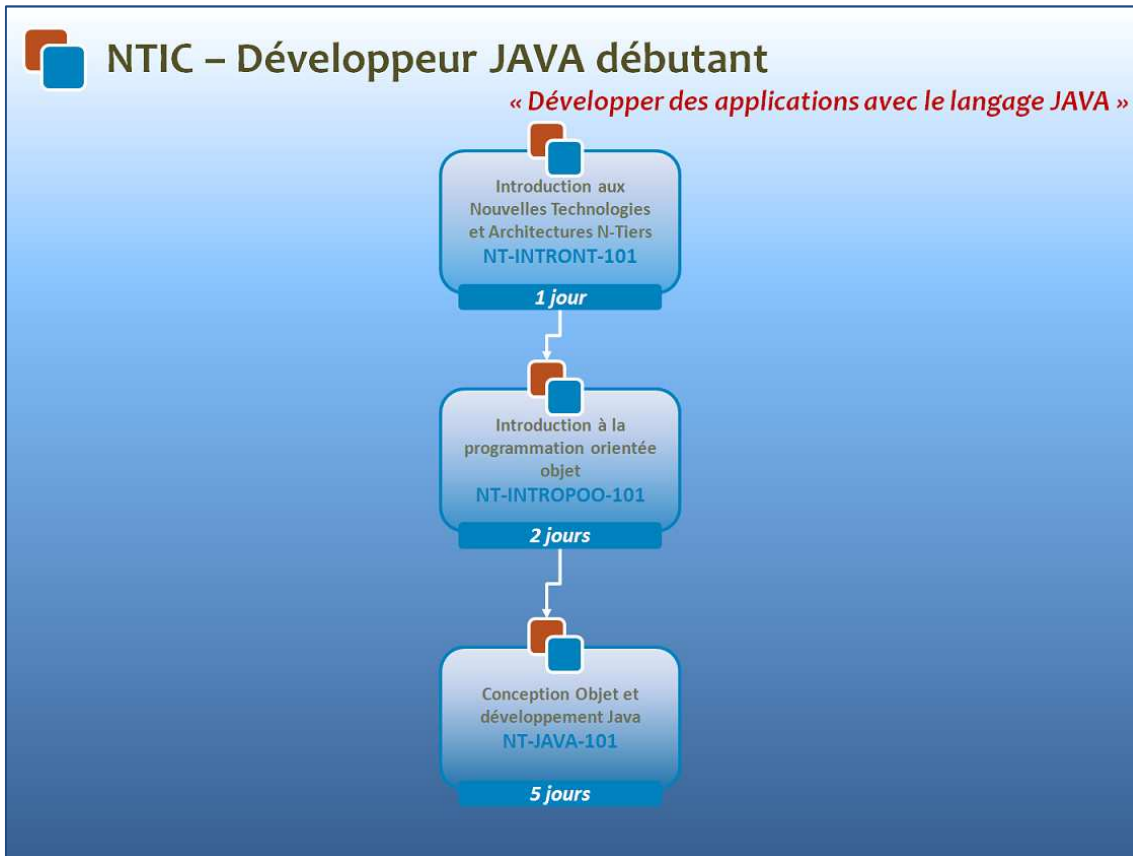 NTIC – Développeur JAVA débutant
« Développer des applications avec le langage JAVA »
Introduction aux
Nouvelles Technologies
et Architectures N-Tiers
NT-INTRONT-101
1 jour
Introduction à la
programmation orientée
objet
NT-INTROPOO-101
2 jours
Conception Objet et
développement Java
NT-JAVA-101
5 jours